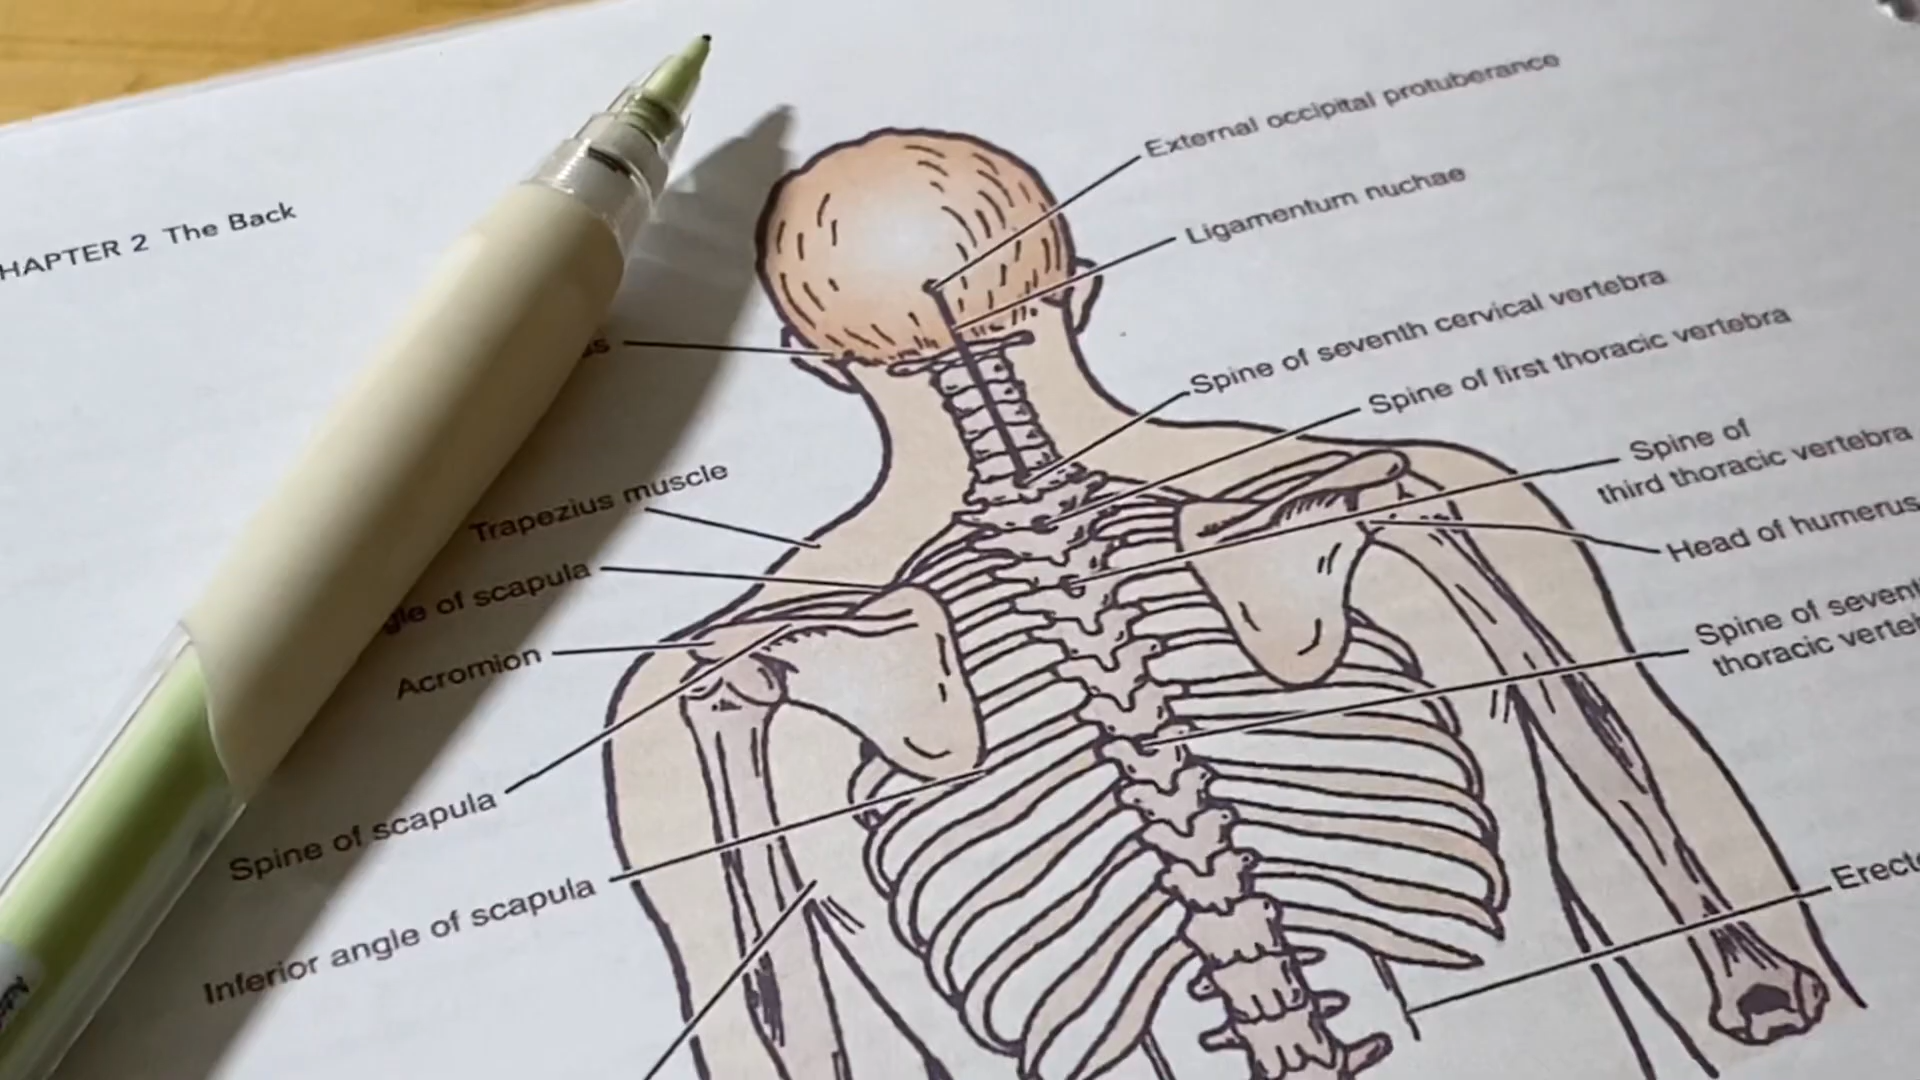 HAPTER 2 The Back
External occipital protuberance
Ligamentum nuchae
Spine of seventh cervical vertebra
Spine of first thoracic vertebra
Spine of
third thoracic vertebra
Head of humerus
Spine of sevent
thoracic verte
Erect
Trapezius muscle
gle of scapula
Acromion
Spine of scapula
Inferior angle of scapula